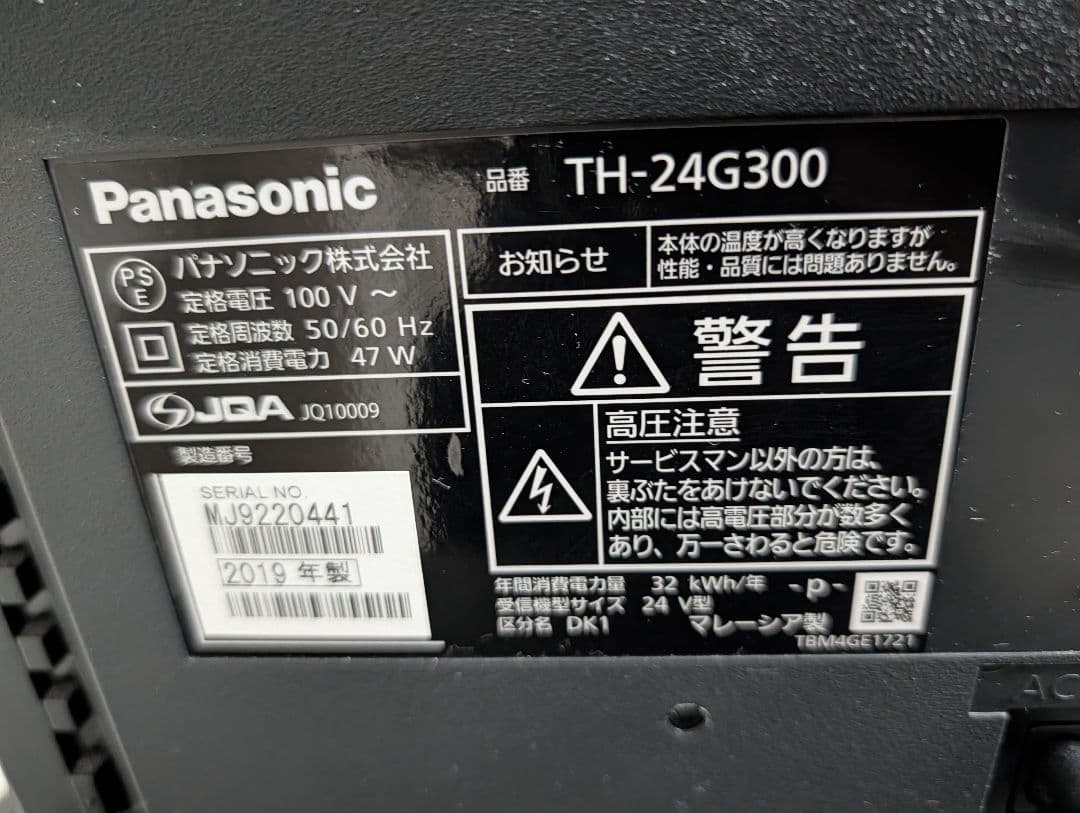 Panasonic
品番 TH-24G300
PS
E
パナソニック株式会社
定格電圧 100 V ～
定格周波数 50/60 Hz
定格消費電力 47 W
JQA JQ10009
製造番号
SERIAL NO.
MJ9220441
2019 年製
お知らせ
本体の温度が高くなりますが
性能・品質には問題ありません。
警告
高圧注意
サービスマン以外の方は、
裏ぶたをあけないでください。
内部には高電圧部分が数多く
あり、万一さわると危険です。
年間消費電力量 32 kWh/年 -p-
受信機型サイズ 24 V型
区分名 DK1 マレーシア製
TBM4GE1721
AC